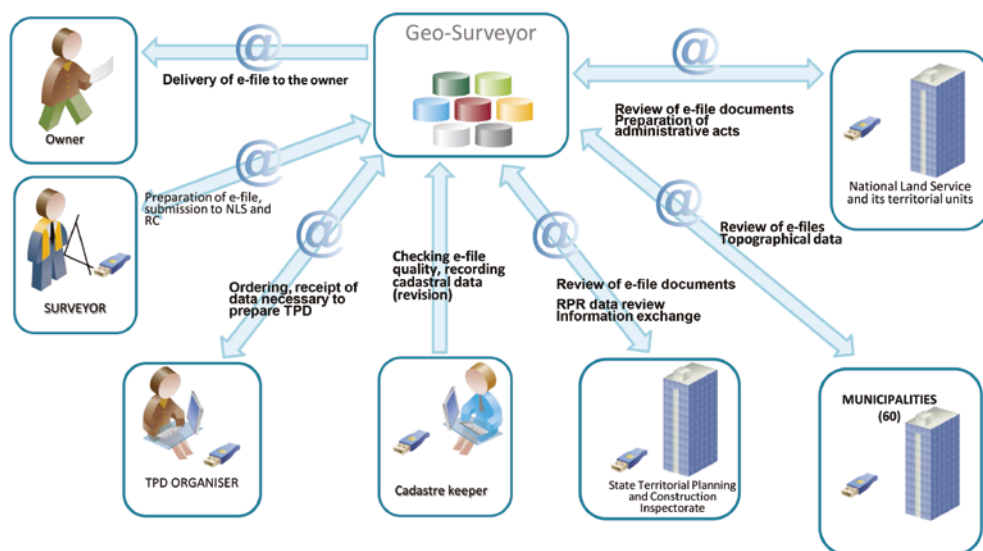 Geo-Surveyor
@
@
Delivery of e-file to the owner
Owner
Review of e-file documents
Preparation of
administrative acts
@
Preparation of e-file,
submission to NLS and
RC
National Land Service
and its territorial units
SURVEYOR
@
@
@
Review of e-files
Topographical data
Checking e-file
quality, recording
cadastral data
(revision)
Ordering, receipt of
data necessary to
prepare TPD
Review of e-file documents
RPR data review
Information exchange
TPD ORGANISER
Cadastre keeper
State Territorial Planning
and Construction
Inspectorate
MUNICIPALITIES
(60)